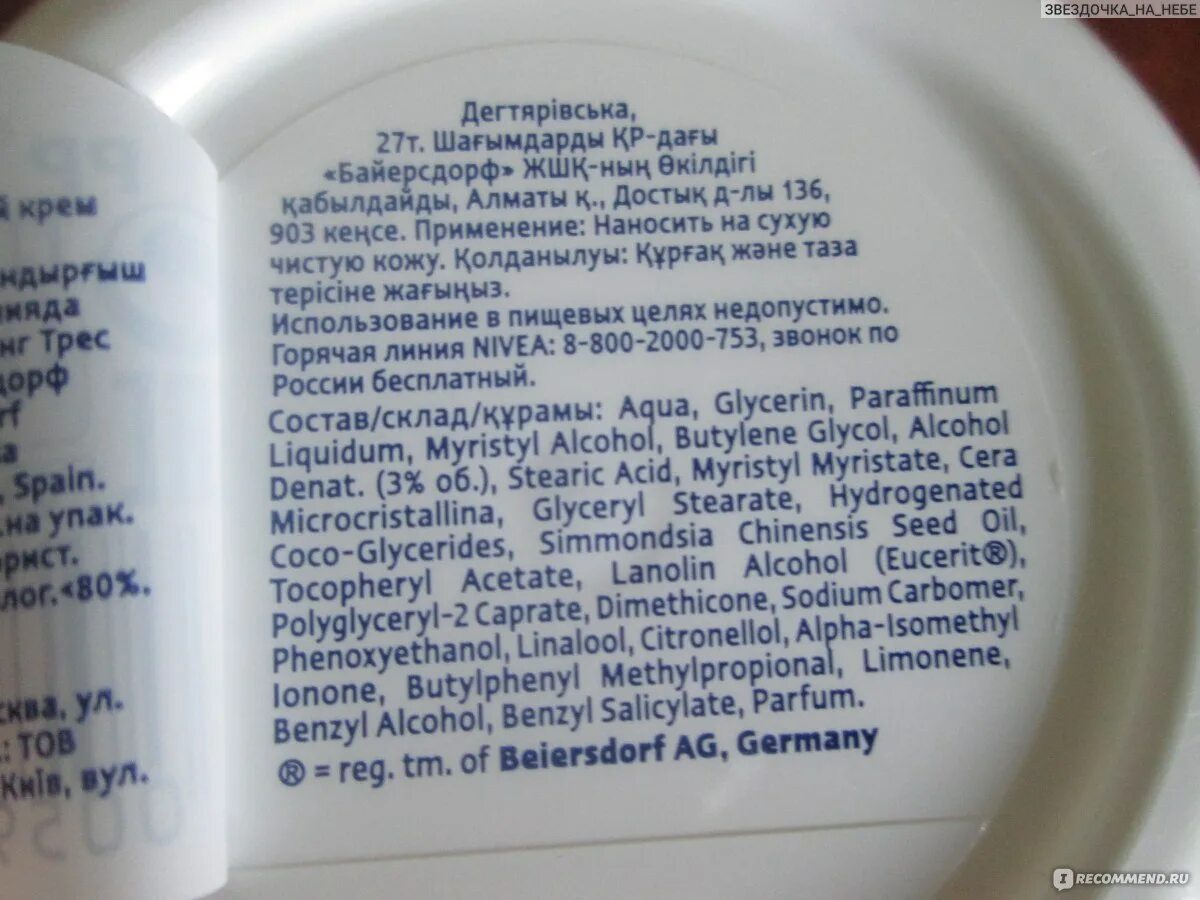 ЗВЕЗДОЧКА_НА_НЕБЕ
й крем
ндырғыш
нияда
нг Трес
дорф
rf
а
, Spain.
.на упак.
рист.
лог.<80%.
сква, ул.
.: ТОВ
Київ, вул.
Дегтярівська,
27т. Шағымдарды ҚР-дағы
«Байерсдорф» ЖШҚ-ның Өкілдігі
қабылдайды, Алматы қ., Достық д-лы 136,
903 кеңсе. Применение: Наносить на сухую
чистую кожу. Қолданылуы: Құрғақ және таза
терісіне жағыңыз.
Использование в пищевых целях недопустимо.
Горячая линия NIVEA: 8-800-2000-753, звонок по
России бесплатный.
Состав/склад/құрамы: Aqua, Glycerin, Paraffinum
Liquidum, Myristyl Alcohol, Butylene Glycol, Alcohol
Denat. (3% об.), Stearic Acid, Myristyl Myristate, Cera
Microcristallina, Glyceryl Stearate, Hydrogenated
Coco-Glycerides, Simmondsia Chinensis Seed Oil,
Tocopheryl Acetate, Lanolin Alcohol (Eucerit®),
Polyglyceryl-2 Caprate, Dimethicone, Sodium Carbomer,
Phenoxyethanol, Linalool, Citronellol, Alpha-Isomethyl
Ionone, Butylphenyl Methylpropional, Limonene,
Benzyl Alcohol, Benzyl Salicylate, Parfum.
® = reg. tm. of Beiersdorf AG, Germany
IRECOMMEND.RU